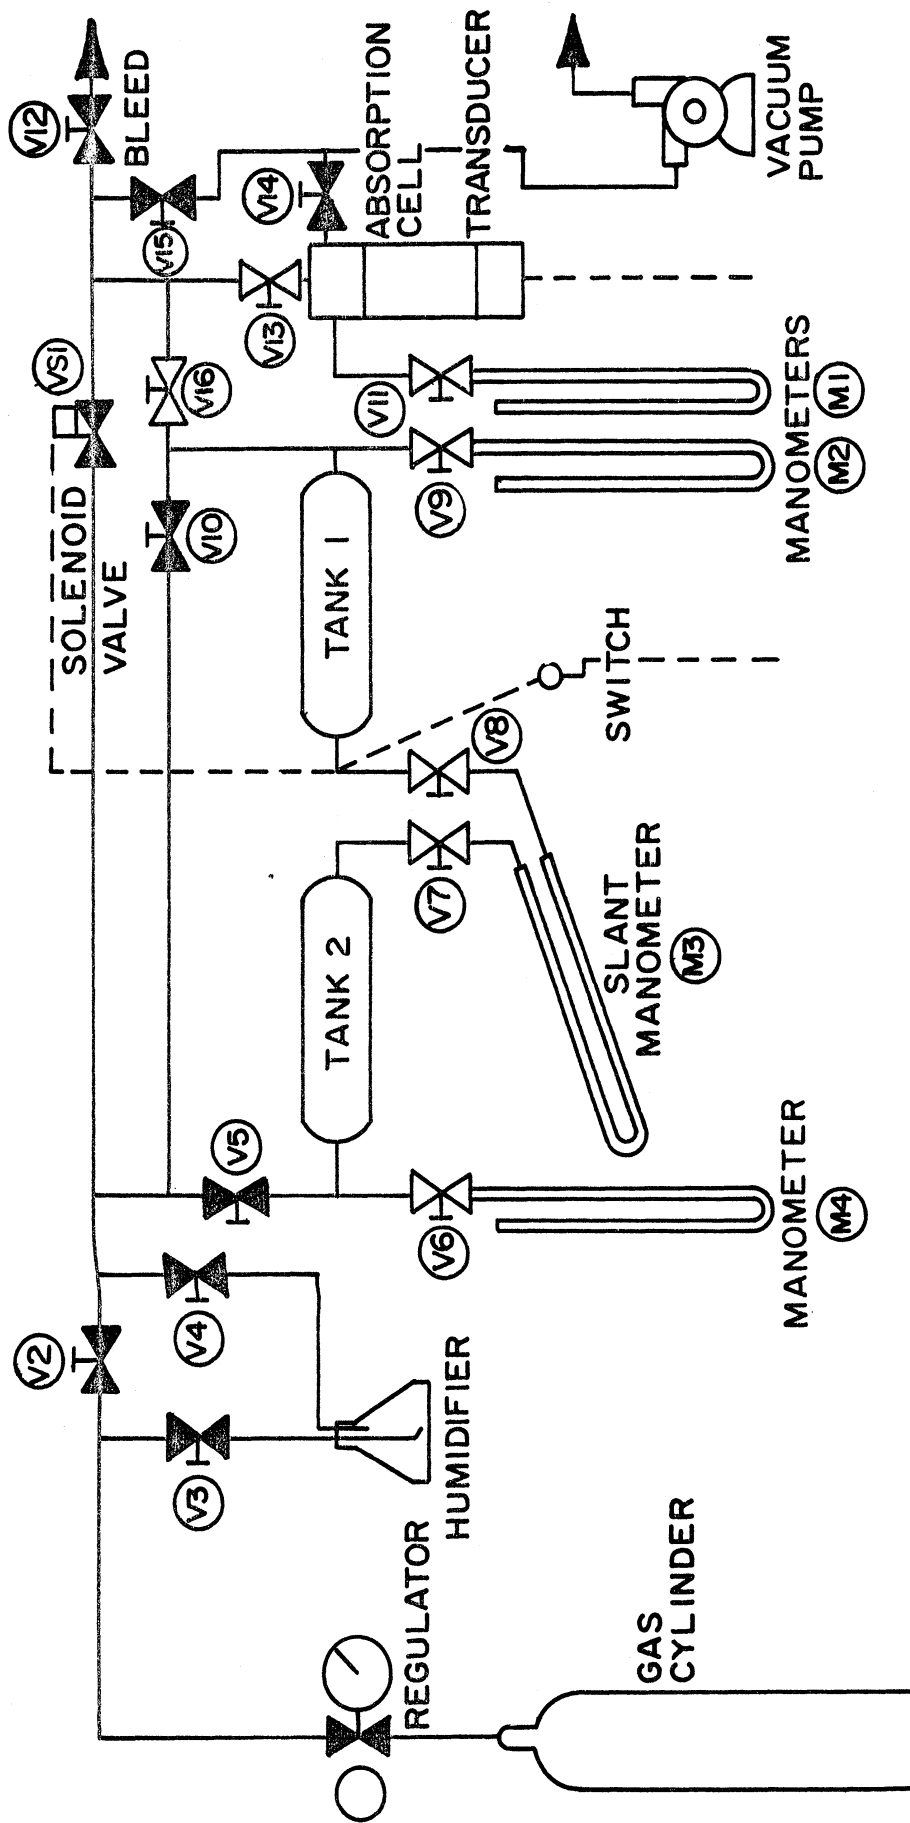 V12
BLEED
V15
V14
ABSORPTION
CELL
TRANSDUCER
VACUUM
PUMP
VS1
SOLENOID
VALVE
V16
V10
V13
V11
V9
MANOMETERS
M1
M2
TANK 1
SWITCH
V8
V7
TANK 2
SLANT
MANOMETER
M3
V5
V6
MANOMETER
M4
V2
V4
V3
HUMIDIFIER
REGULATOR
GAS
CYLINDER